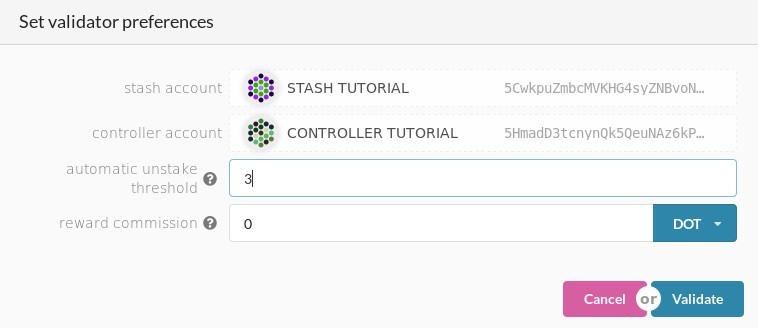 Set validator preferences
stash account STASH TUTORIAL 5CwkpuZmbcMVKHG4syZNBvoN…
controller account CONTROLLER TUTORIAL 5HmadD3tcnynQk5QeuNAz6kP…
automatic unstake
threshold ? 3
reward commission ? 0 DOT
Cancel or Validate